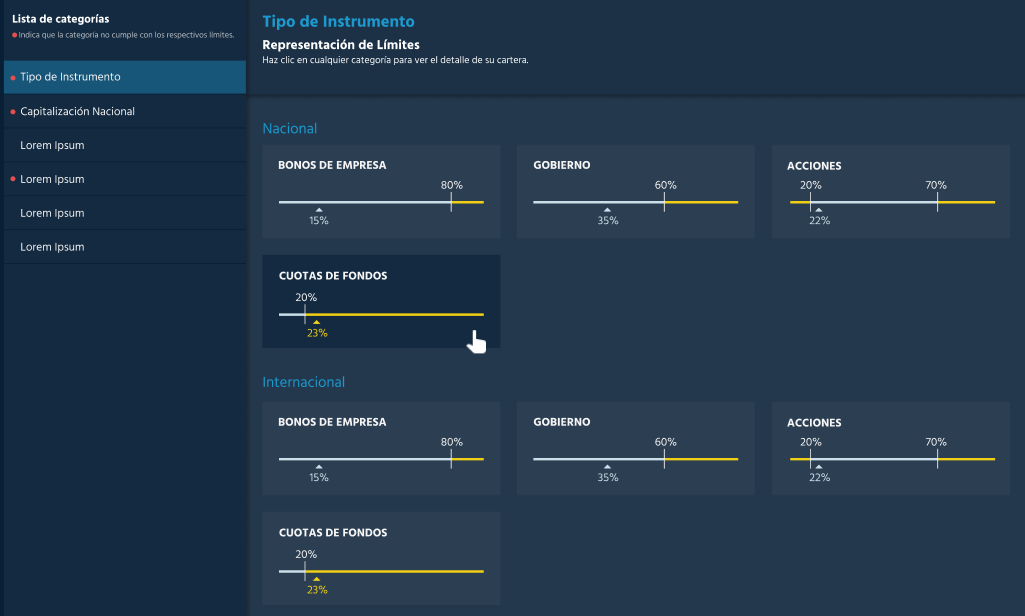 Lista de categorías
Indica que la categoría no cumple con los respectivos límites.
Tipo de Instrumento
Capitalización Nacional
Lorem Ipsum
Lorem Ipsum
Lorem Ipsum
Lorem Ipsum
Tipo de Instrumento
Representación de Límites
Haz clic en cualquier categoría para ver el detalle de su cartera.
Nacional
BONOS DE EMPRESA
80%
15%
GOBIERNO
60%
35%
ACCIONES
20% 70%
22%
CUOTAS DE FONDOS
20%
23%
Internacional
BONOS DE EMPRESA
80%
15%
GOBIERNO
60%
35%
ACCIONES
20% 70%
22%
CUOTAS DE FONDOS
20%
23%